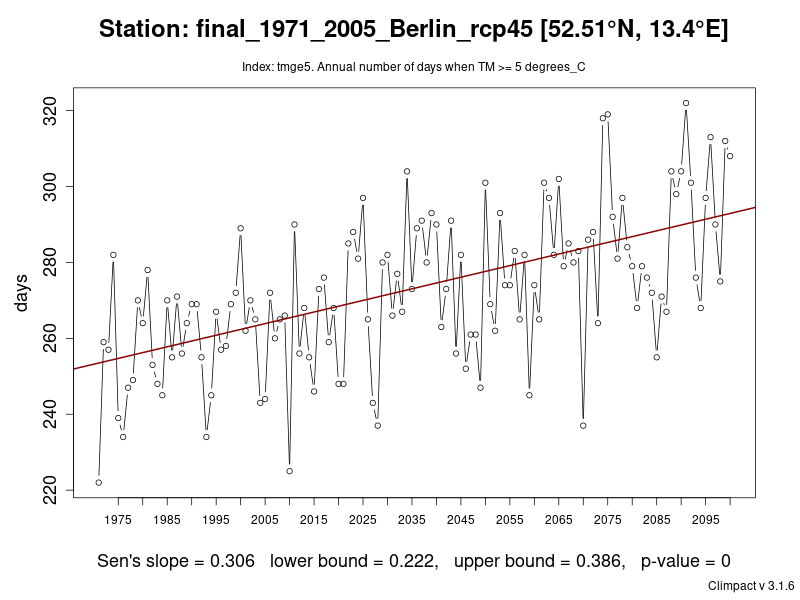 Station: final_1971_2005_Berlin_rcp45 [52.51°N, 13.4°E]
Index: tmge5. Annual number of days when TM >= 5 degrees_C
320
300
280
260
240
220
days
1975 1985 1995 2005 2015 2025 2035 2045 2055 2065 2075 2085 2095
Sen's slope = 0.306 lower bound = 0.222, upper bound = 0.386, p-value = 0
Climpact v 3.1.6